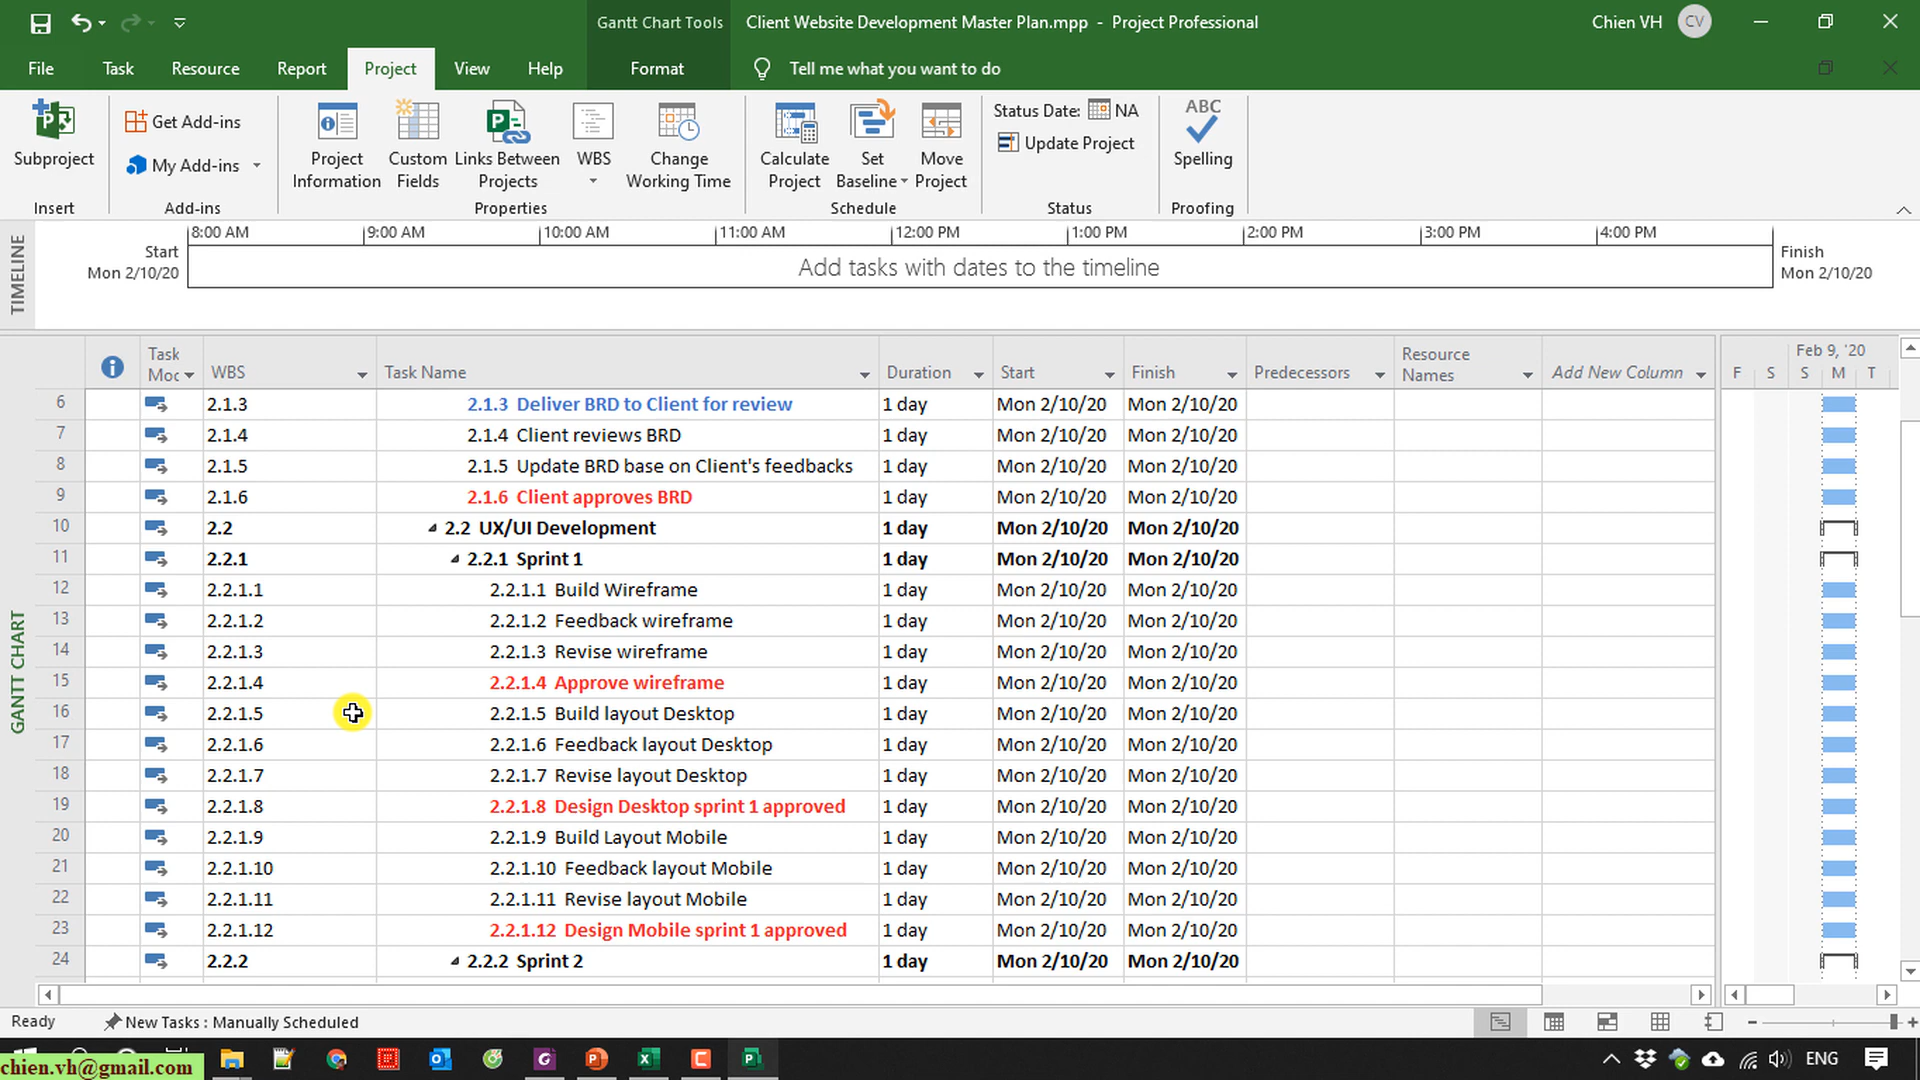 Gantt Chart Tools
Client Website Development Master Plan.mpp - Project Professional
Chien VH
CV
File Task Resource Report Project View Help Format Tell me what you want to do
Subproject
Insert
Get Add-ins
My Add-ins
Add-ins
Project Information
Custom Fields
Links Between Projects
WBS
Change Working Time
Properties
Calculate Project
Set Baseline
Move Project
Schedule
Status Date: NA
Update Project
Status
ABC
Spelling
Proofing
TIMELINE
8:00 AM 9:00 AM 10:00 AM 11:00 AM 12:00 PM 1:00 PM 2:00 PM 3:00 PM 4:00 PM
Start
Mon 2/10/20
Add tasks with dates to the timeline
Finish
Mon 2/10/20
GANTT CHART
Task Moc WBS Task Name Duration Start Finish Predecessors Resource Names Add New Column
Feb 9, '20
F S S M T
6 2.1.3 2.1.3 Deliver BRD to Client for review 1 day Mon 2/10/20 Mon 2/10/20
7 2.1.4 2.1.4 Client reviews BRD 1 day Mon 2/10/20 Mon 2/10/20
8 2.1.5 2.1.5 Update BRD base on Client's feedbacks 1 day Mon 2/10/20 Mon 2/10/20
9 2.1.6 2.1.6 Client approves BRD 1 day Mon 2/10/20 Mon 2/10/20
10 2.2 2.2 UX/UI Development 1 day Mon 2/10/20 Mon 2/10/20
11 2.2.1 2.2.1 Sprint 1 1 day Mon 2/10/20 Mon 2/10/20
12 2.2.1.1 2.2.1.1 Build Wireframe 1 day Mon 2/10/20 Mon 2/10/20
13 2.2.1.2 2.2.1.2 Feedback wireframe 1 day Mon 2/10/20 Mon 2/10/20
14 2.2.1.3 2.2.1.3 Revise wireframe 1 day Mon 2/10/20 Mon 2/10/20
15 2.2.1.4 2.2.1.4 Approve wireframe 1 day Mon 2/10/20 Mon 2/10/20
16 2.2.1.5 2.2.1.5 Build layout Desktop 1 day Mon 2/10/20 Mon 2/10/20
17 2.2.1.6 2.2.1.6 Feedback layout Desktop 1 day Mon 2/10/20 Mon 2/10/20
18 2.2.1.7 2.2.1.7 Revise layout Desktop 1 day Mon 2/10/20 Mon 2/10/20
19 2.2.1.8 2.2.1.8 Design Desktop sprint 1 approved 1 day Mon 2/10/20 Mon 2/10/20
20 2.2.1.9 2.2.1.9 Build Layout Mobile 1 day Mon 2/10/20 Mon 2/10/20
21 2.2.1.10 2.2.1.10 Feedback layout Mobile 1 day Mon 2/10/20 Mon 2/10/20
22 2.2.1.11 2.2.1.11 Revise layout Mobile 1 day Mon 2/10/20 Mon 2/10/20
23 2.2.1.12 2.2.1.12 Design Mobile sprint 1 approved 1 day Mon 2/10/20 Mon 2/10/20
24 2.2.2 2.2.2 Sprint 2 1 day Mon 2/10/20 Mon 2/10/20
Ready New Tasks : Manually Scheduled
chien.vh@gmail.com
ENG